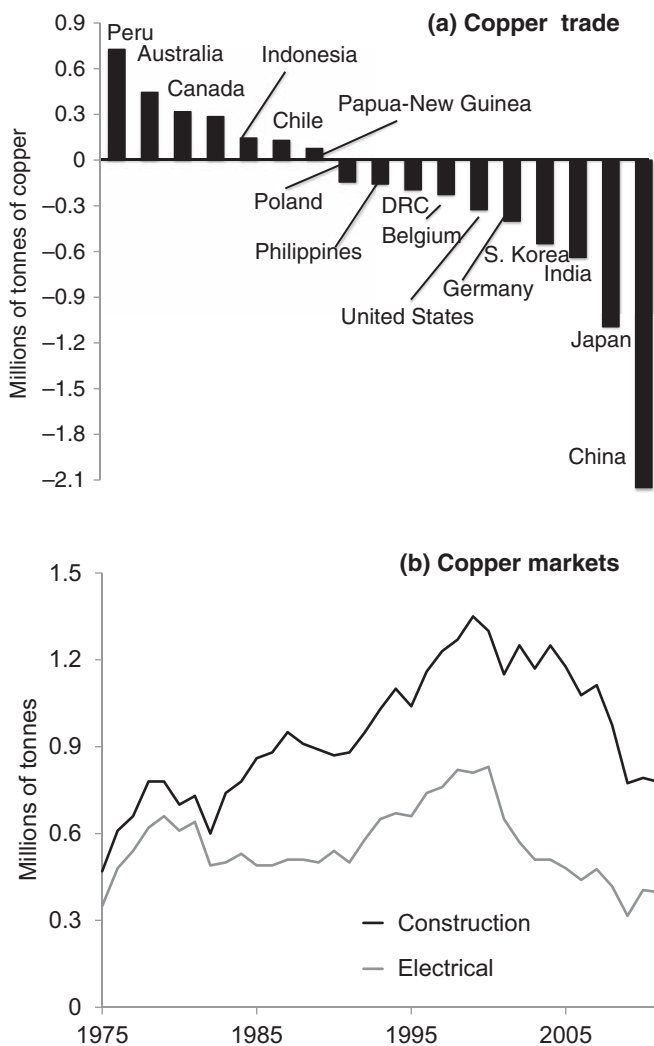 (a) Copper trade
Millions of tonnes of copper
0.9
0.6
0.3
0
–0.3
–0.6
–0.9
–1.2
–1.5
–1.8
–2.1
Peru
Australia
Indonesia
Canada
Chile
Papua-New Guinea
Poland
Philippines
DRC
Belgium
United States
Germany
S. Korea
India
Japan
China
(b) Copper markets
Millions of tonnes
1.5
1.2
0.9
0.6
0.3
0
Construction
Electrical
1975 1985 1995 2005